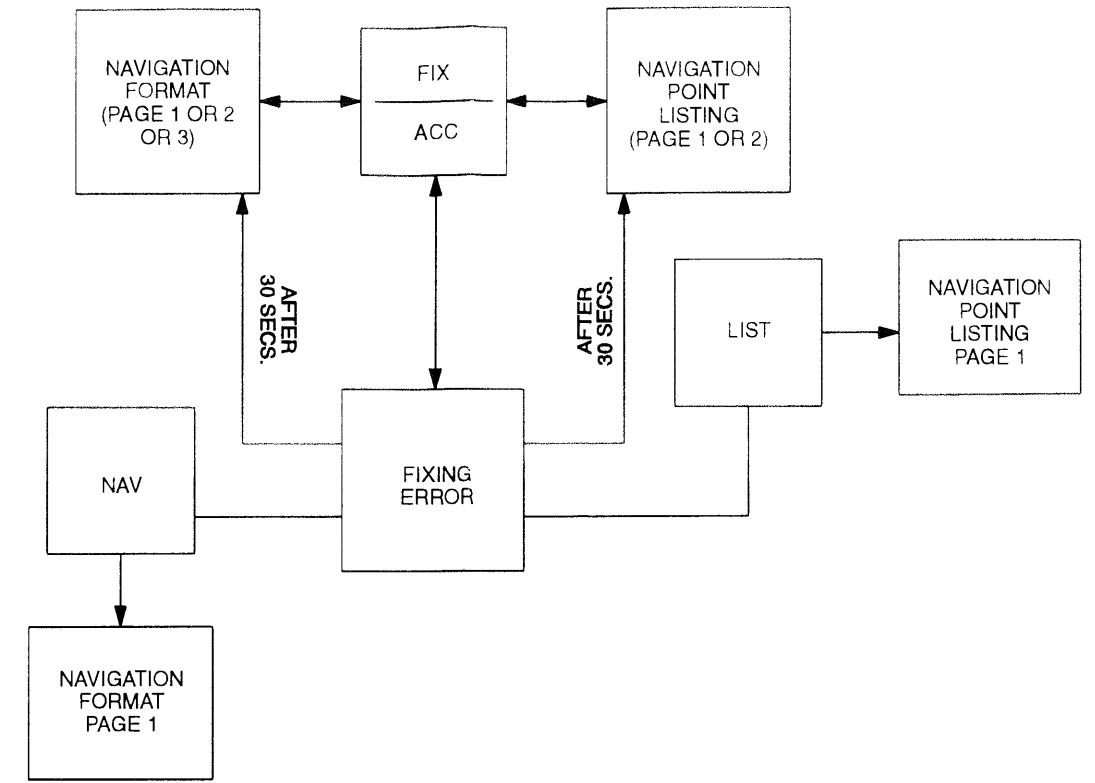 NAVIGATION
FORMAT
(PAGE 1 OR 2
OR 3)
FIX
ACC
NAVIGATION
POINT
LISTING
(PAGE 1 OR 2)
AFTER
30 SECS.
AFTER
30 SECS.
LIST
NAVIGATION
POINT
LISTING
PAGE 1
NAV
FIXING
ERROR
NAVIGATION
FORMAT
PAGE 1